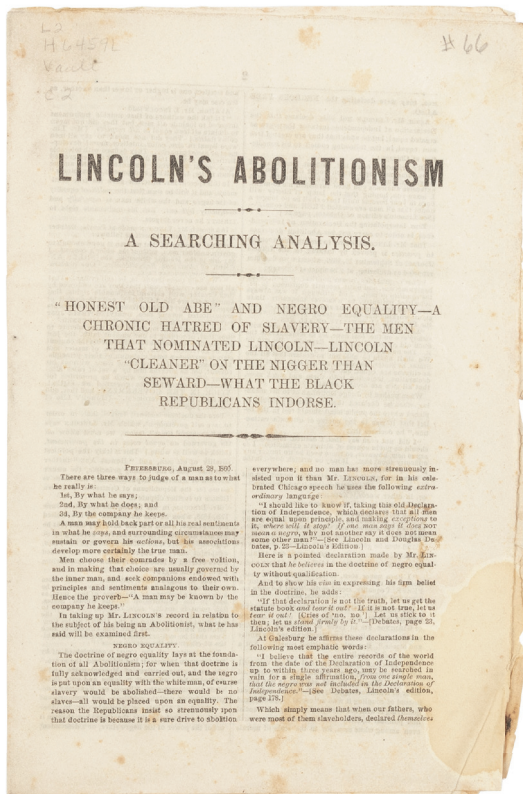 L2
Vault
C2
# 66
LINCOLN'S ABOLITIONISM
A SEARCHING ANALYSIS.
"HONEST OLD ABE" AND NEGRO EQUALITY—A
CHRONIC HATRED OF SLAVERY—THE MEN
THAT NOMINATED LINCOLN—LINCOLN
"CLEANER" ON THE NIGGER THAN
SEWARD—WHAT THE BLACK
REPUBLICANS INDORSE.
PETERSBURG, August 28, 1860.
There are three ways to judge of a man as to what
he really is:
1st, By what he says;
2nd, By what he does; and
3d, By the company he keeps.
A man may hold back part or all his real sentiments
in what he says, and surrounding circumstances may
sustain or govern his actions, but his associations
develop more certainly the true man.
Men choose their comrades by a free volition,
and in making that choice are usually governed by
the inner man, and seek companions endowed with
principles and sentiments analagous to their own.
Hence the proverb—"A man may be known by the
company he keeps."
In taking up Mr. LINCOLN'S record in relation to
the subject of his being an Abolitionist, what he has
said will be examined first.
NEGRO EQUALITY.
The doctrine of negro equality lays at the founda-
tion of all Abolitionism; for when that doctrine is
fully acknowledged and carried out, and the negro
is put upon an equality with the white man, of course
slavery would be abolished—there would be no
slaves—all would be placed upon an equality. The
reason the Republicans insist so strenuously upon
that doctrine is because it is a sure drive to abolition
everywhere; and no man has more strenuously in-
sisted upon it than Mr. LINCOLN, for in his cele-
brated Chicago speech he uses the following extra-
ordinary language:
"I should like to know if, taking this old Declara-
tion of Independence, which declares that all men
are equal upon principle, and making exceptions to
it, where will it stop? If one man says it does not
mean a negro, why not another say it does not mean
some other man?"—[See Lincoln and Douglas De
bates, p. 23—Lincoln's Edition.]
Here is a pointed declaration made by Mr. LIN-
COLN that he believes in the doctrine of negro equal-
ity without qualification.
And to show his vim in expressing his firm belief
in the doctrine, he adds:
"If that declaration is not the truth, let us get the
statute book and tear it out! If it is not true, let us
tear it out! [Cries of "no, no."] Let us stick to it
then; let us stand firmly by it."—[Debates, page 23,
Lincoln's edition.]
At Galesburg he affirms these declarations in the
following most emphatic words:
"I believe that the entire records of the world
from the date of the Declaration of Independence
up to within three years ago, may be searched in
vain for a single affirmation, from one single man,
that the negro was not included in the Declaration of
Independence."—[See Debates, Lincoln's edition,
page 178.]
Which simply means that when our fathers, who
were most of them slaveholders, declared themselves